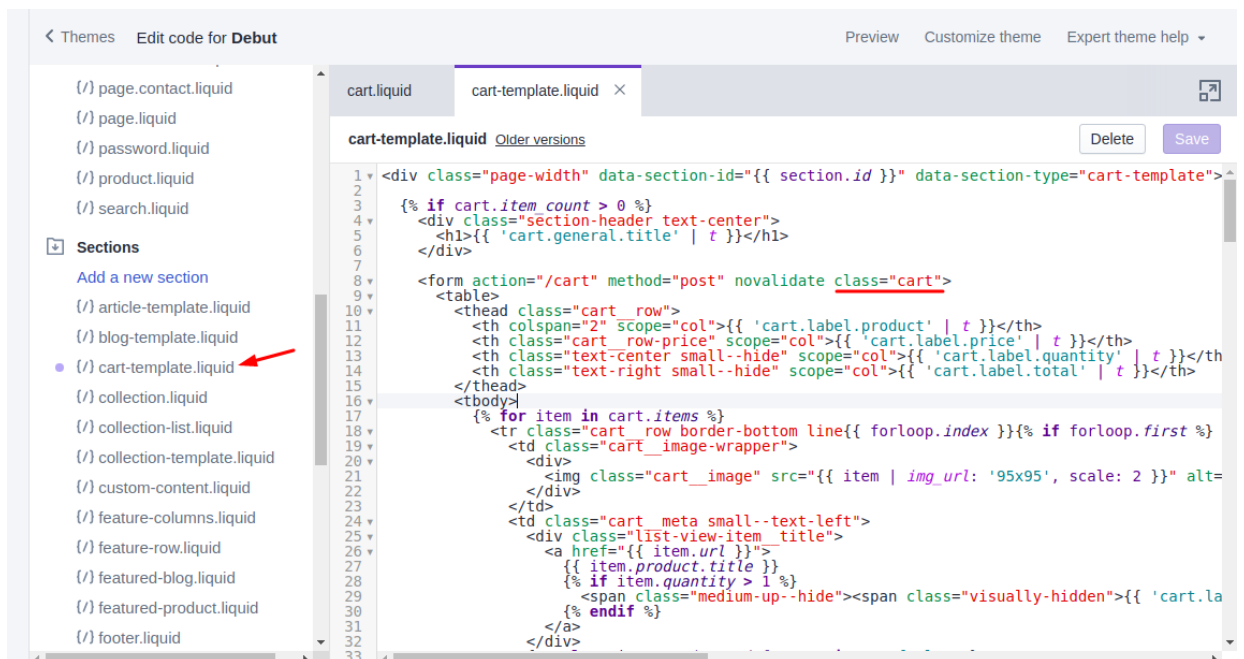 Themes Edit code for Debut Preview Customize theme Expert theme help
{/} page.contact.liquid
{/} page.liquid
{/} password.liquid
{/} product.liquid
{/} search.liquid
Sections
Add a new section
{/} article-template.liquid
{/} blog-template.liquid
{/} cart-template.liquid
{/} collection.liquid
{/} collection-list.liquid
{/} collection-template.liquid
{/} custom-content.liquid
{/} feature-columns.liquid
{/} feature-row.liquid
{/} featured-blog.liquid
{/} featured-product.liquid
{/} footer.liquid
cart.liquid cart-template.liquid ×
cart-template.liquid Older versions Delete Save
1 <div class="page-width" data-section-id="{{ section.id }}" data-section-type="cart-template">
2
3 {% if cart.item_count > 0 %}
4 <div class="section-header text-center">
5 <h1>{{ 'cart.general.title' | t }}</h1>
6 </div>
7
8 <form action="/cart" method="post" novalidate class="cart">
9 <table>
10 <thead class="cart__row">
11 <th colspan="2" scope="col">{{ 'cart.label.product' | t }}</th>
12 <th class="cart__row-price" scope="col">{{ 'cart.label.price' | t }}</th>
13 <th class="text-center small--hide" scope="col">{{ 'cart.label.quantity' | t }}</th
14 <th class="text-right small--hide" scope="col">{{ 'cart.label.total' | t }}</th>
15 </thead>
16 <tbody>
17 {% for item in cart.items %}
18 <tr class="cart__row border-bottom line{{ forloop.index }}{% if forloop.first %}
19 <td class="cart__image-wrapper">
20 <div>
21 <img class="cart__image" src="{{ item | img_url: '95x95', scale: 2 }}" alt=
22 </div>
23 </td>
24 <td class="cart__meta small--text-left">
25 <div class="list-view-item__title">
26 <a href="{{ item.url }}">
27 {{ item.product.title }}
28 {% if item.quantity > 1 %}
29 <span class="medium-up--hide"><span class="visually-hidden">{{ 'cart.la
30 {% endif %}
31 </a>
32 </div>
33